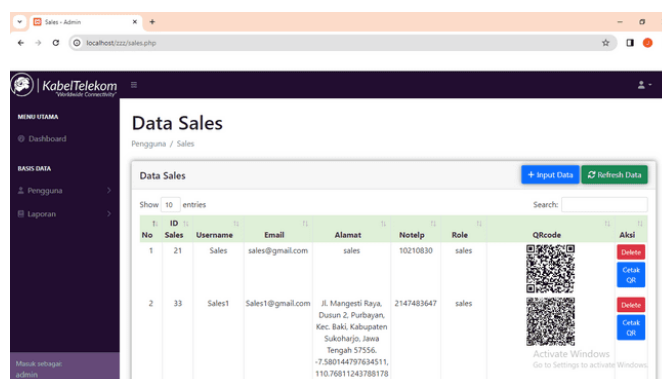 Sales - Admin
localhost/zzz/sales.php
KabelTelekom
"Worldwide Connectivity"
MENU UTAMA
Dashboard
BASIS DATA
Pengguna
Laporan
Masuk sebagai:
admin
Data Sales
Pengguna / Sales
Data Sales
+ Input Data
Refresh Data
Show 10 entries
Search:
No ID Sales Username Email Alamat Notelp Role QRcode Aksi
1 21 Sales sales@gmail.com sales 10210830 sales Delete
Cetak
QR
2 33 Sales1 Sales1@gmail.com Jl. Mangesti Raya, 2147483647 sales Delete
Dusun 2, Purbayan,
Kec. Baki, Kabupaten
Sukoharjo, Jawa
Tengah 57556.
-7.580144797634511,
110.76811243788178
Cetak
QR
Activate Windows
Go to Settings to activate Windows.